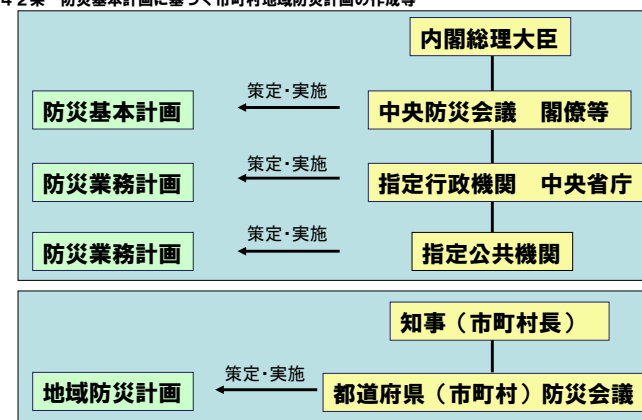 42条 防災基本計画に基づく市町村地域防災計画の作成等
内閣総理大臣
防災基本計画
策定・実施
中央防災会議 閣僚等
防災業務計画
策定・実施
指定行政機関 中央省庁
防災業務計画
策定・実施
指定公共機関
知事(市町村長)
地域防災計画
策定・実施
都道府県(市町村)防災会議